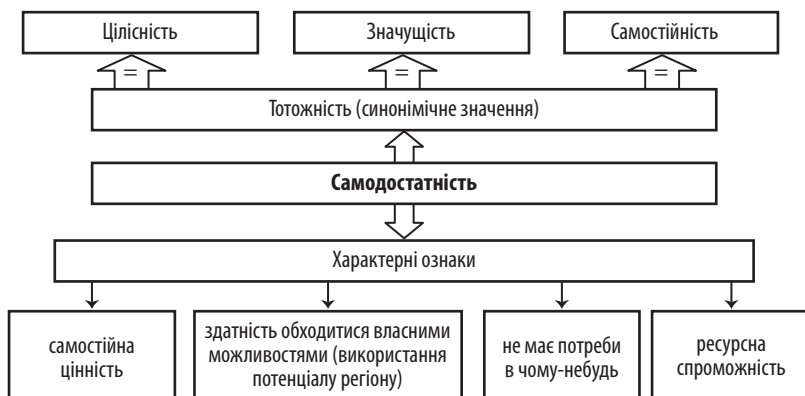 Цілісність
Значущість
Самостійність
=
=
=
Тотожність (синонімічне значення)
Самодостатність
Характерні ознаки
самостійна
цінність
здатність обходитися власними
можливостями (використання
потенціалу регіону)
не має потреби
в чому-небудь
ресурсна
спроможність